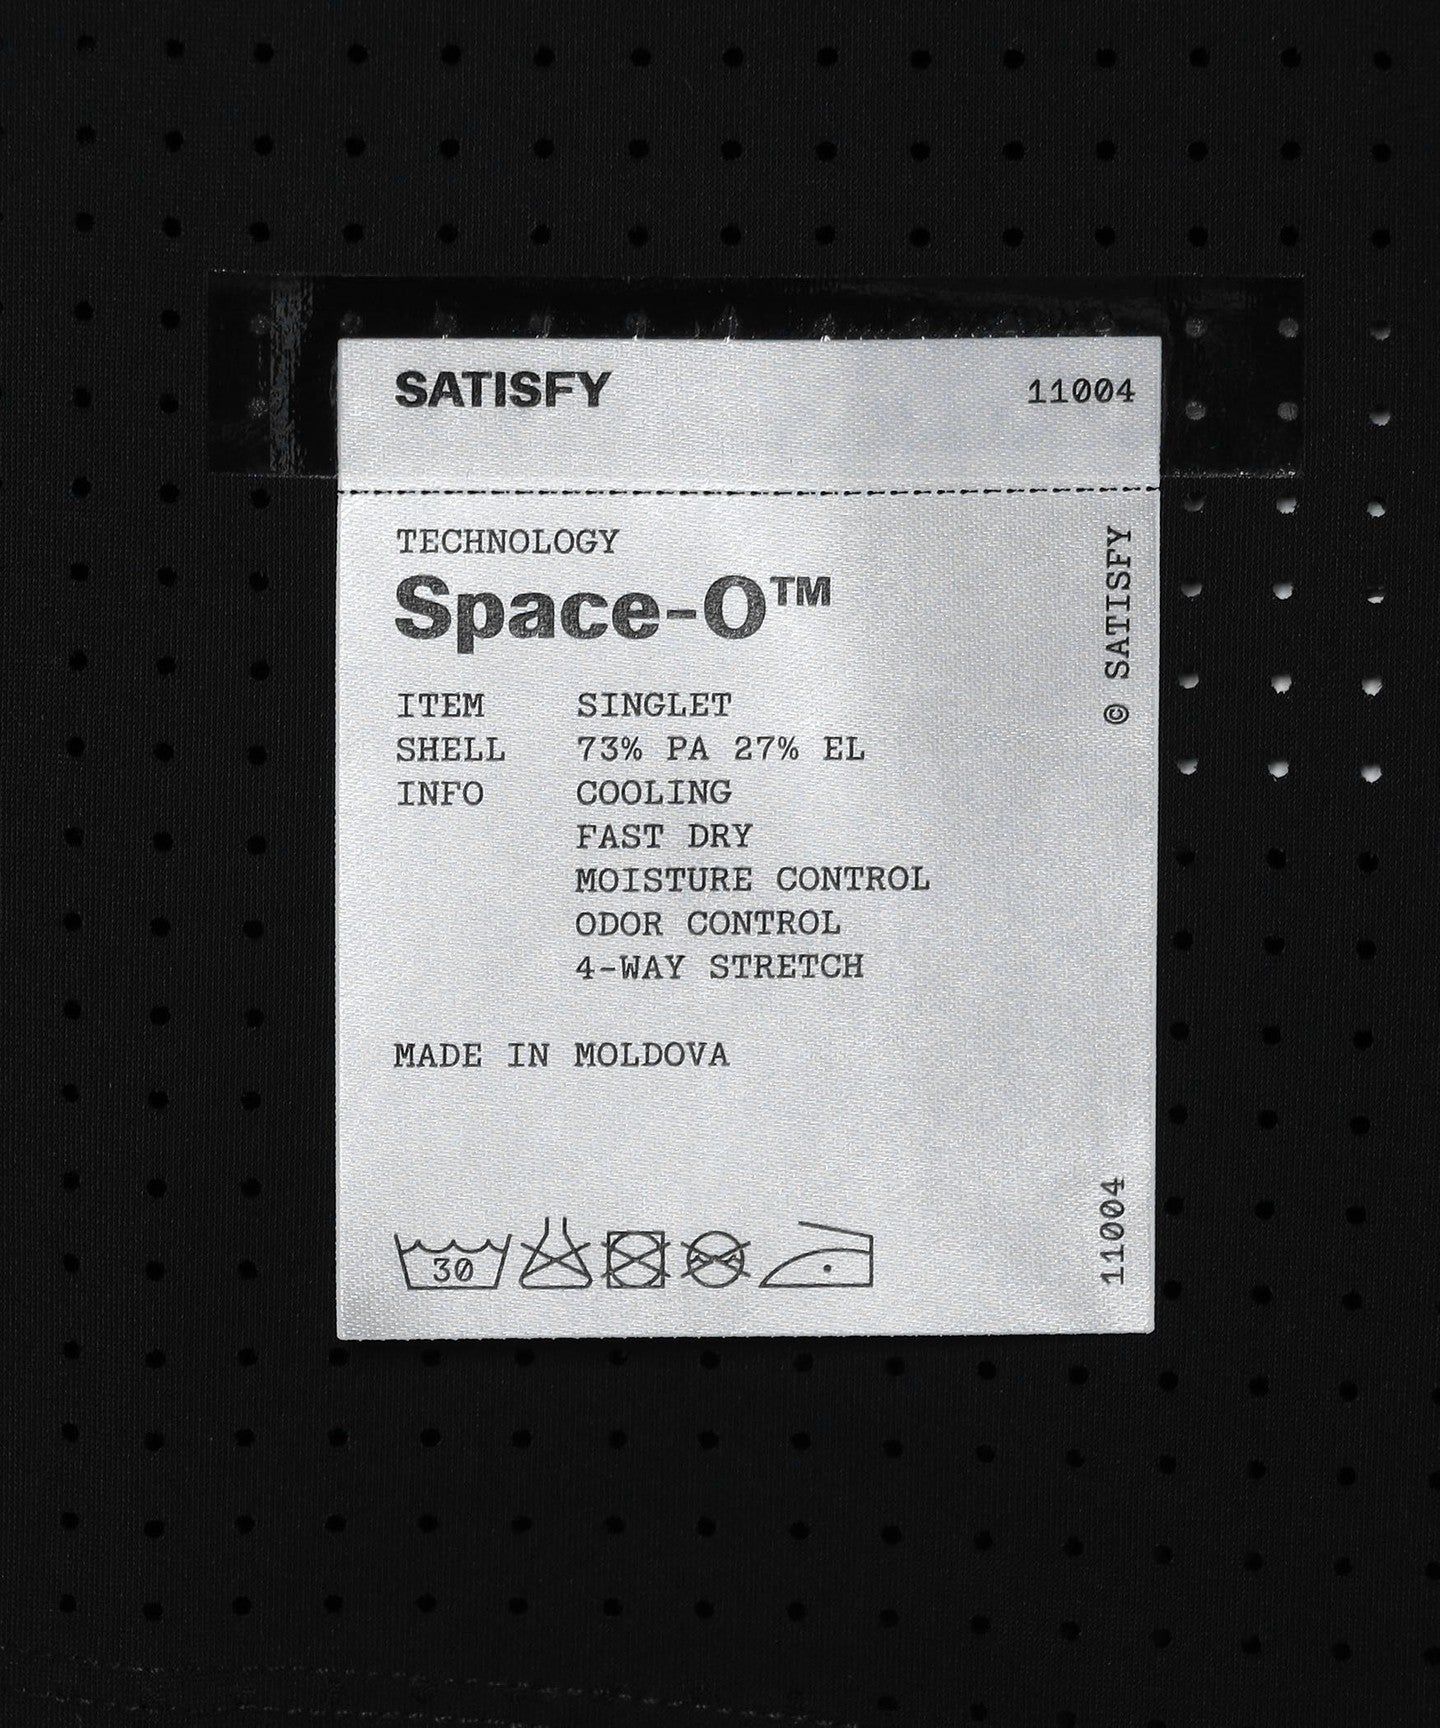 SATISFY 11004
TECHNOLOGY
Space-O™
ITEM SINGLET
SHELL 73% PA 27% EL
INFO COOLING
FAST DRY
MOISTURE CONTROL
ODOR CONTROL
4-WAY STRETCH
MADE IN MOLDOVA
30
© SATISFY
11004